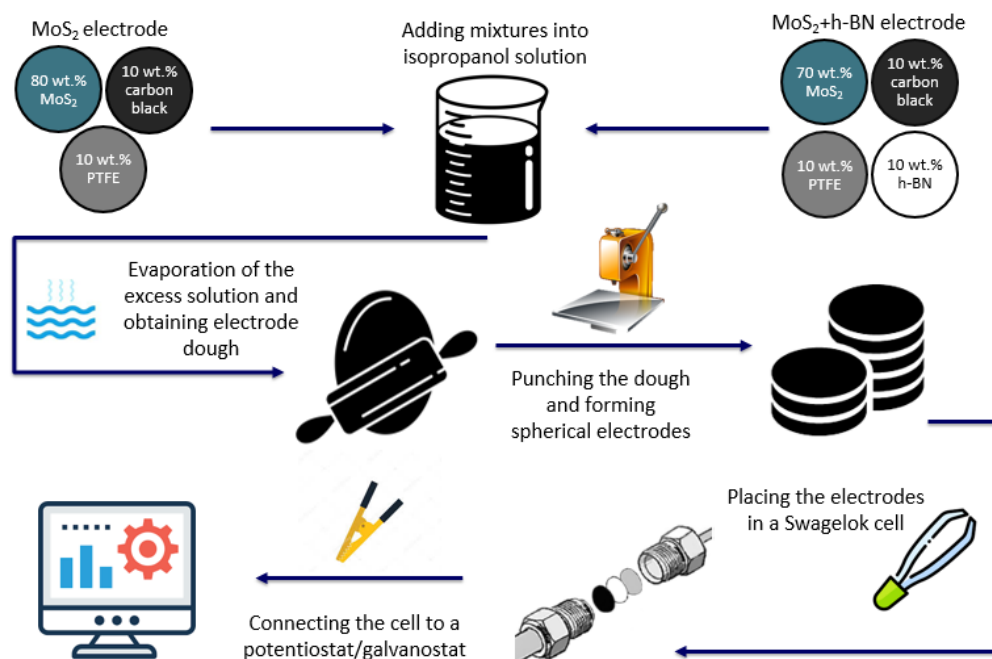 MoS₂ electrode
80 wt.%
MoS₂
10 wt.%
carbon
black
10 wt.%
PTFE
Adding mixtures into
isopropanol solution
MoS₂+h-BN electrode
70 wt.%
MoS₂
10 wt.%
carbon
black
10 wt.%
PTFE
10 wt.%
h-BN
Evaporation of the
excess solution and
obtaining electrode
dough
Punching the dough
and forming
spherical electrodes
Placing the electrodes
in a Swagelok cell
Connecting the cell to a
potentiostat/galvanostat